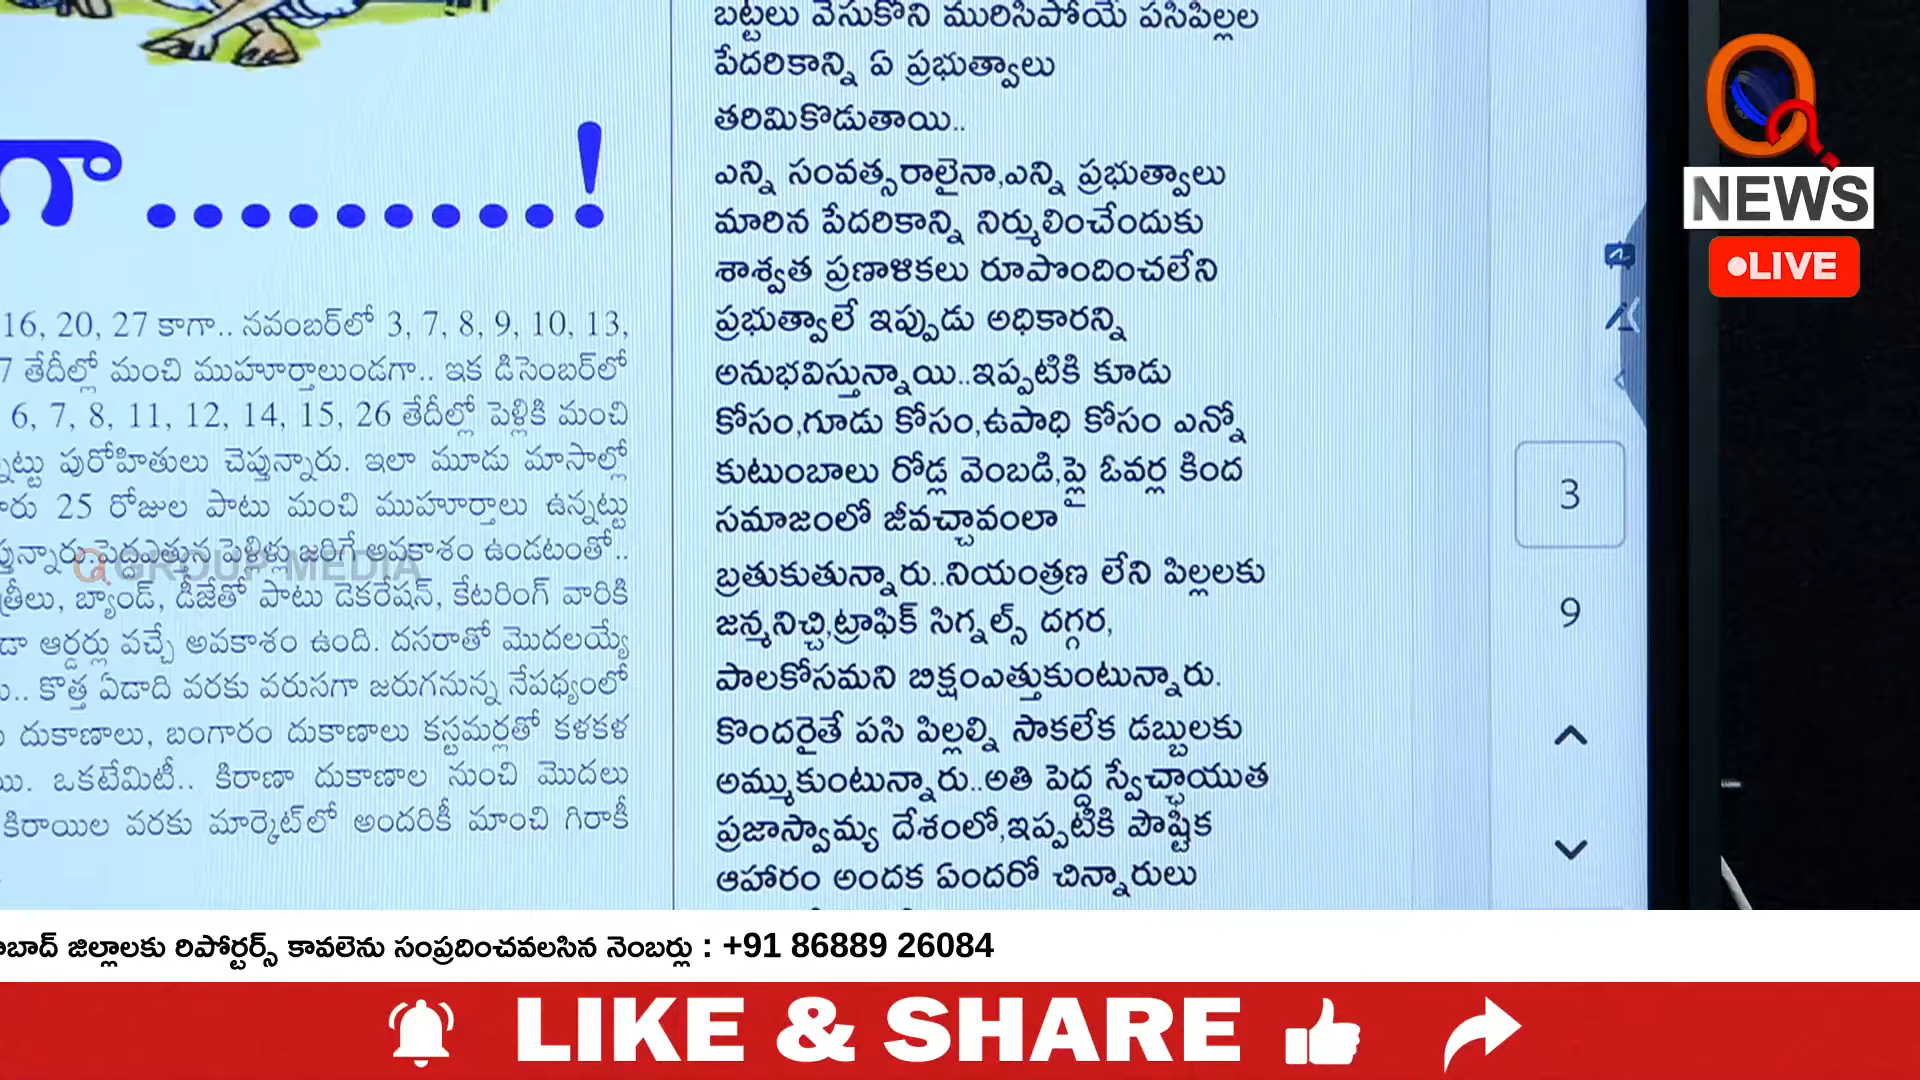 బట్టలు వేసుకొని మురిసిపోయే పసిపిల్లల
పేదరికాన్ని ఏ ప్రభుత్వాలు
తరిమికొడుతాయి..
ఎన్ని సంవత్సరాలైనా,ఎన్ని ప్రభుత్వాలు
మారిన పేదరికాన్ని నిర్ములించేందుకు
శాశ్వత ప్రణాళికలు రూపొందించలేని
ప్రభుత్వాలే ఇప్పుడు అధికారన్ని
అనుభవిస్తున్నాయి..ఇప్పటికి కూడు
కోసం,గూడు కోసం,ఉపాధి కోసం ఎన్నో
కుటుంబాలు రోడ్ల వెంబడి,ఫ్లై ఓవర్ల కింద
సమాజంలో జీవచ్చావంలా
బ్రతుకుతున్నారు..నియంత్రణ లేని పిల్లలకు
జన్మనిచ్చి,ట్రాఫిక్ సిగ్నల్స్ దగ్గర,
పాలకోసమని బిక్షంఎత్తుకుంటున్నారు.
కొందరైతే పసి పిల్లల్ని సాకలేక డబ్బులకు
అమ్ముకుంటున్నారు..అతి పెద్ద స్వేచ్ఛాయుత
ప్రజాస్వామ్య దేశంలో,ఇప్పటికి పౌష్టిక
ఆహారం అందక ఏందరో చిన్నారులు
గా..........!
16, 20, 27 కాగా.. నవంబర్‌లో 3, 7, 8, 9, 10, 13,
7 తేదీల్లో మంచి ముహూర్తాలుండగా.. ఇక డిసెంబర్‌లో
6, 7, 8, 11, 12, 14, 15, 26 తేదీల్లో పెళ్లికి మంచి
పురోహితులు చెప్తున్నారు. ఇలా మూడు మాసాల్లో
25 రోజుల పాటు మంచి ముహూర్తాలు ఉన్నట్టు
పెద్దఎత్తున పెళ్లిళ్లు జరిగే అవకాశం ఉండటంతో..
బ్యాండ్, డీజేతో పాటు డెకరేషన్, కేటరింగ్ వారికి
ఆర్డర్లు వచ్చే అవకాశం ఉంది. దసరాతో మొదలయ్యే
కొత్త ఏడాది వరకు వరుసగా జరుగనున్న నేపథ్యంలో
దుకాణాలు, బంగారం దుకాణాలు కస్టమర్లతో కళకళ
ఒకటేమిటీ.. కిరాణా దుకాణాల నుంచి మొదలు
కిరాయిల వరకు మార్కెట్‌లో అందరికీ మాంచి గిరాకీ
Q GROUP MEDIA
3
9
Q
NEWS
LIVE
బాద్ జిల్లాలకు రిపోర్టర్స్ కావలెను సంప్రదించవలసిన నెంబర్లు : +91 86889 26084
LIKE & SHARE